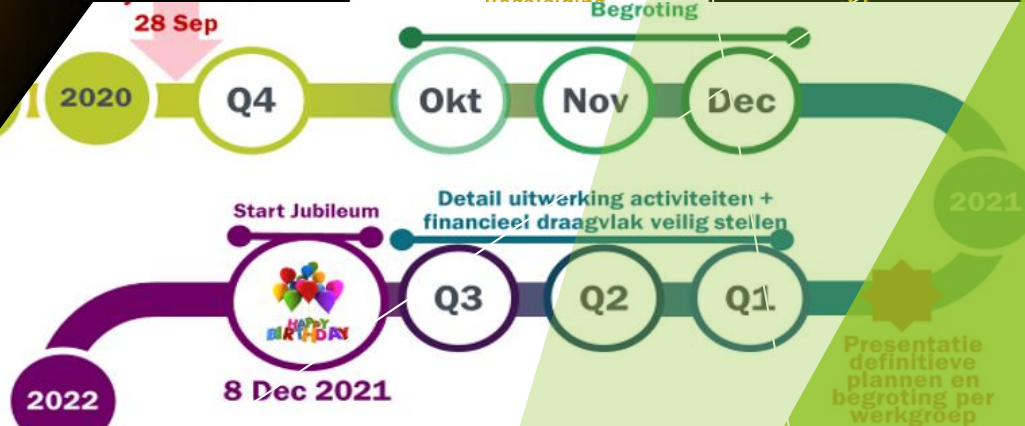 Begroting
28 Sep
2020
Q4
Okt
Nov
Dec
2021
Detail uitwerking activiteiten +
financieel draagvlak veilig stellen
Start Jubileum
HAPPY
BIRTHDAY
Q3
Q2
Q1
8 Dec 2021
2022
Presentatie
definitieve
plannen en
begroting per
werkgroep